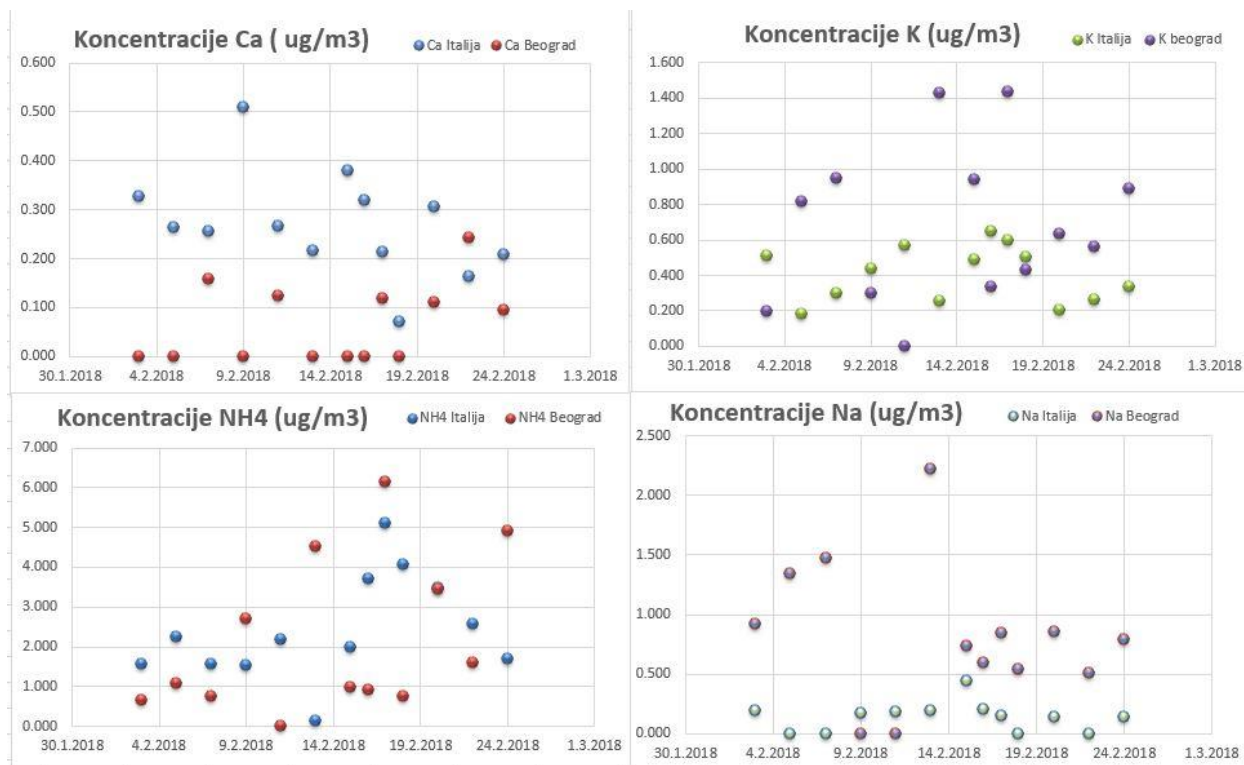 Koncentracije Ca ( ug/m3)
Ca Italija Ca Beograd
0.600
0.500
0.400
0.300
0.200
0.100
0.000
30.1.2018 4.2.2018 9.2.2018 14.2.2018 19.2.2018 24.2.2018 1.3.2018
Koncentracije K (ug/m3)
K Italija K beograd
1.600
1.400
1.200
1.000
0.800
0.600
0.400
0.200
0.000
30.1.2018 4.2.2018 9.2.2018 14.2.2018 19.2.2018 24.2.2018 1.3.2018
Koncentracije NH4 (ug/m3)
NH4 Italija NH4 Beograd
7.000
6.000
5.000
4.000
3.000
2.000
1.000
0.000
30.1.2018 4.2.2018 9.2.2018 14.2.2018 19.2.2018 24.2.2018 1.3.2018
Koncentracije Na (ug/m3)
Na Italija Na Beograd
2.500
2.000
1.500
1.000
0.500
0.000
30.1.2018 4.2.2018 9.2.2018 14.2.2018 19.2.2018 24.2.2018 1.3.2018